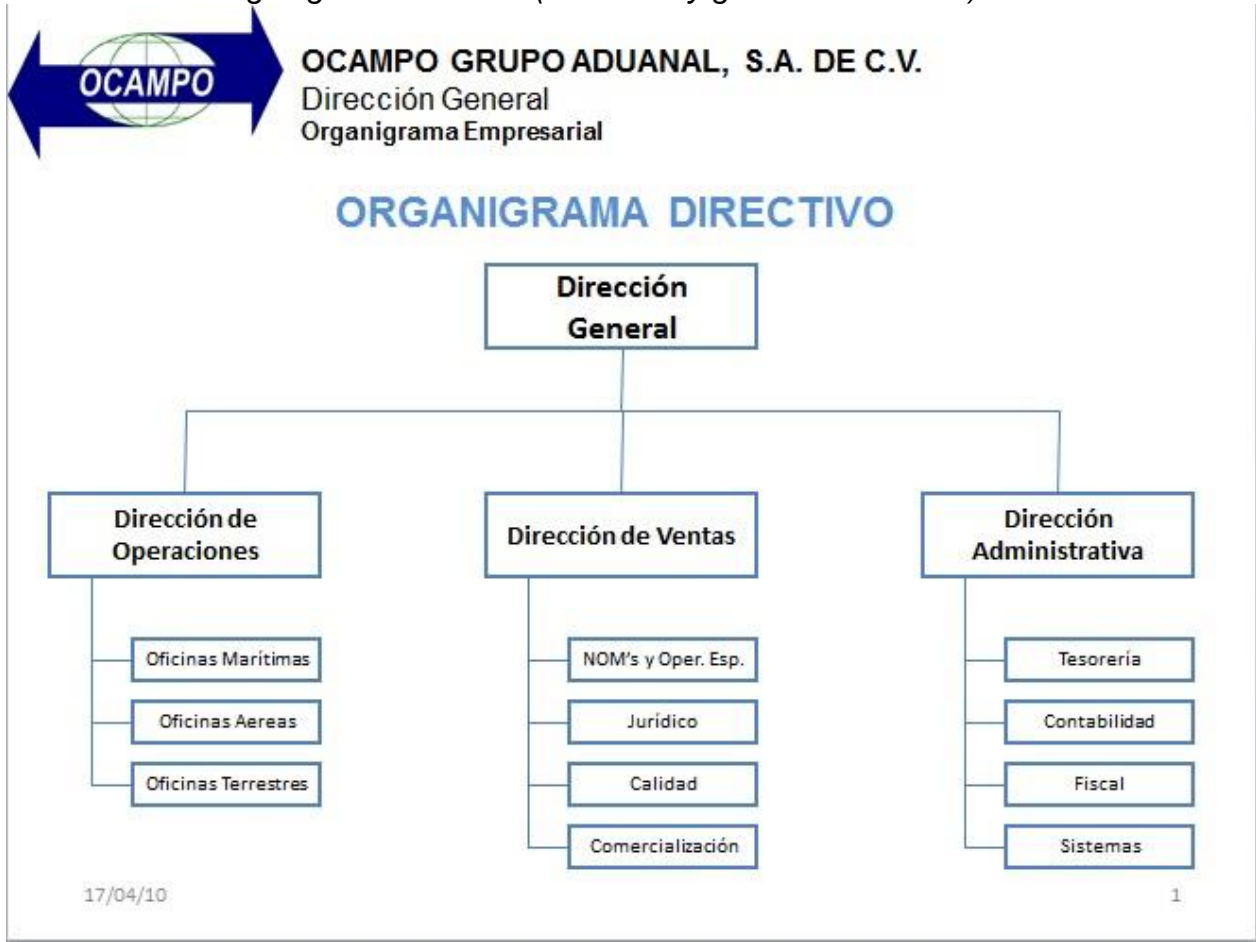 OCAMPO
OCAMPO GRUPO ADUANAL, S.A. DE C.V.
Dirección General
Organigrama Empresarial
ORGANIGRAMA DIRECTIVO
Dirección
General
Dirección de
Operaciones
Oficinas Marítimas
Oficinas Aereas
Oficinas Terrestres
Dirección de Ventas
NOM's y Oper. Esp.
Jurídico
Calidad
Comercialización
Dirección
Administrativa
Tesorería
Contabilidad
Fiscal
Sistemas
17/04/10
1